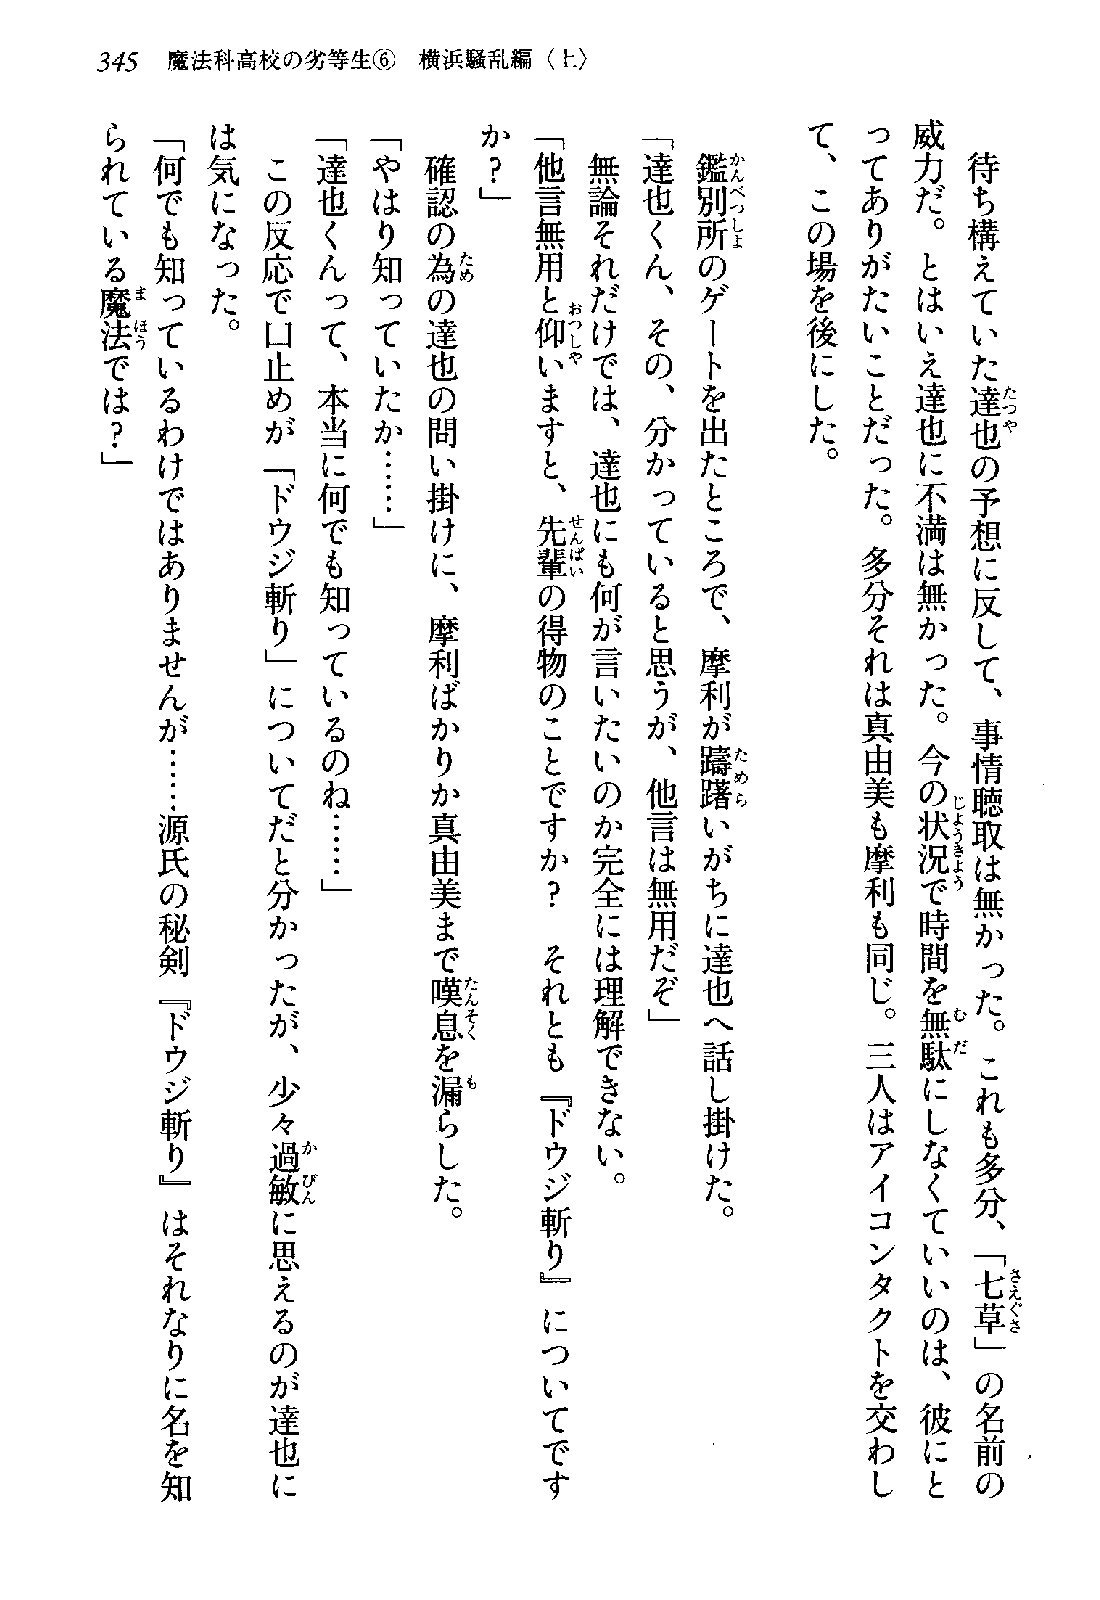 345　魔法科高校の劣等生⑥　横浜騒乱編〈上〉
　待ち構えていた達也の予想に反して、事情聴取は無かった。これも多分、「七草」の名前の
威力だ。とはいえ達也に不満は無かった。今の状況で時間を無駄にしなくていいのは、彼にと
ってありがたいことだった。多分それは真由美も摩利も同じ。三人はアイコンタクトを交わし
て、この場を後にした。
　鑑別所のゲートを出たところで、摩利が躊躇いがちに達也へ話し掛けた。
「達也くん、その、分かっていると思うが、他言は無用だぞ」
　無論それだけでは、達也にも何が言いたいのか完全には理解できない。
「他言無用と仰いますと、先輩の得物のことですか？　それとも『ドウジ斬り』についてです
か？」
　確認の為の達也の問い掛けに、摩利ばかりか真由美まで嘆息を漏らした。
「やはり知っていたか……」
「達也くんって、本当に何でも知っているのね……」
　この反応で口止めが「ドウジ斬り」についてだと分かったが、少々過敏に思えるのが達也に
は気になった。
「何でも知っているわけではありませんが……源氏の秘剣『ドウジ斬り』はそれなりに名を知
られている魔法では？」